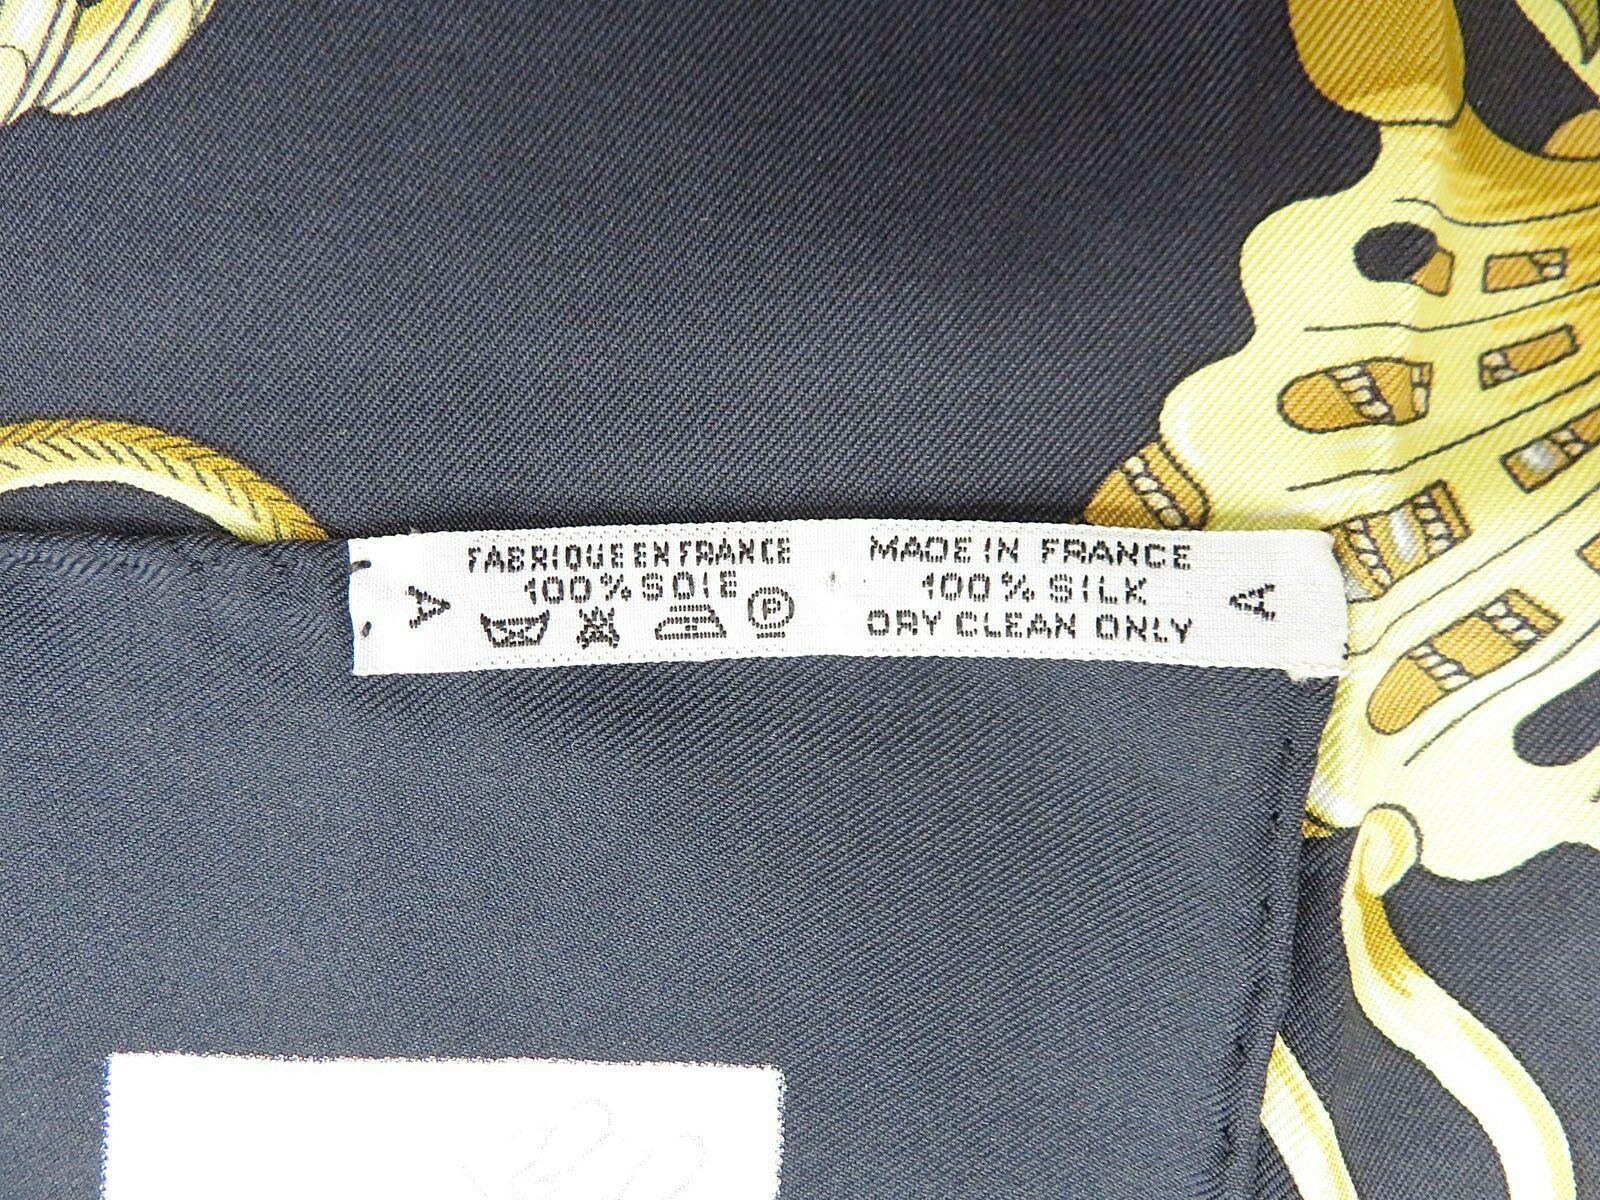 FABRIQUE EN FRANCE
100% SOIE
A
P
MADE IN FRANCE
100% SILK
DRY CLEAN ONLY
A